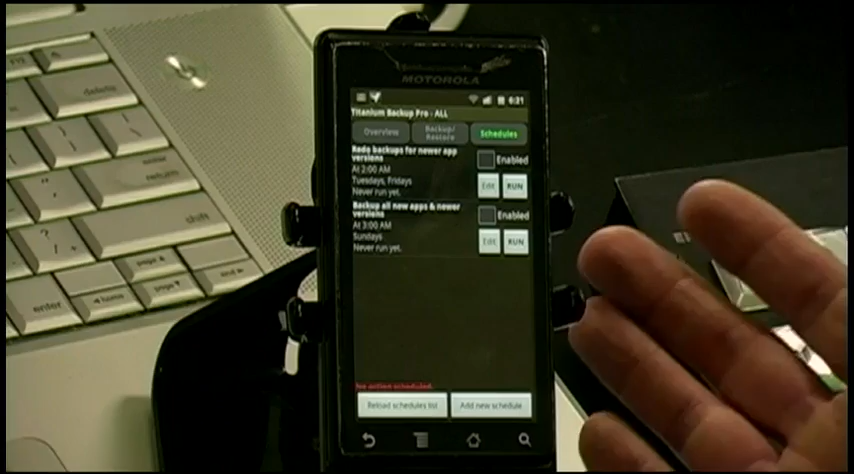 F12
delete
return
shift
enter
home
page▲
page▼
end
MOTOROLA
6:21
Titanium Backup Pro - ALL
Overview
Backup/
Restore
Schedules
Redo backups for newer app
versions
Enabled
At 2:00 AM
Tuesdays, Fridays
Never run yet.
Edit
RUN
Backup all new apps & newer
versions
Enabled
At 3:00 AM
Sundays
Never run yet.
Edit
RUN
No action scheduled.
Reload schedules list
Add new schedule